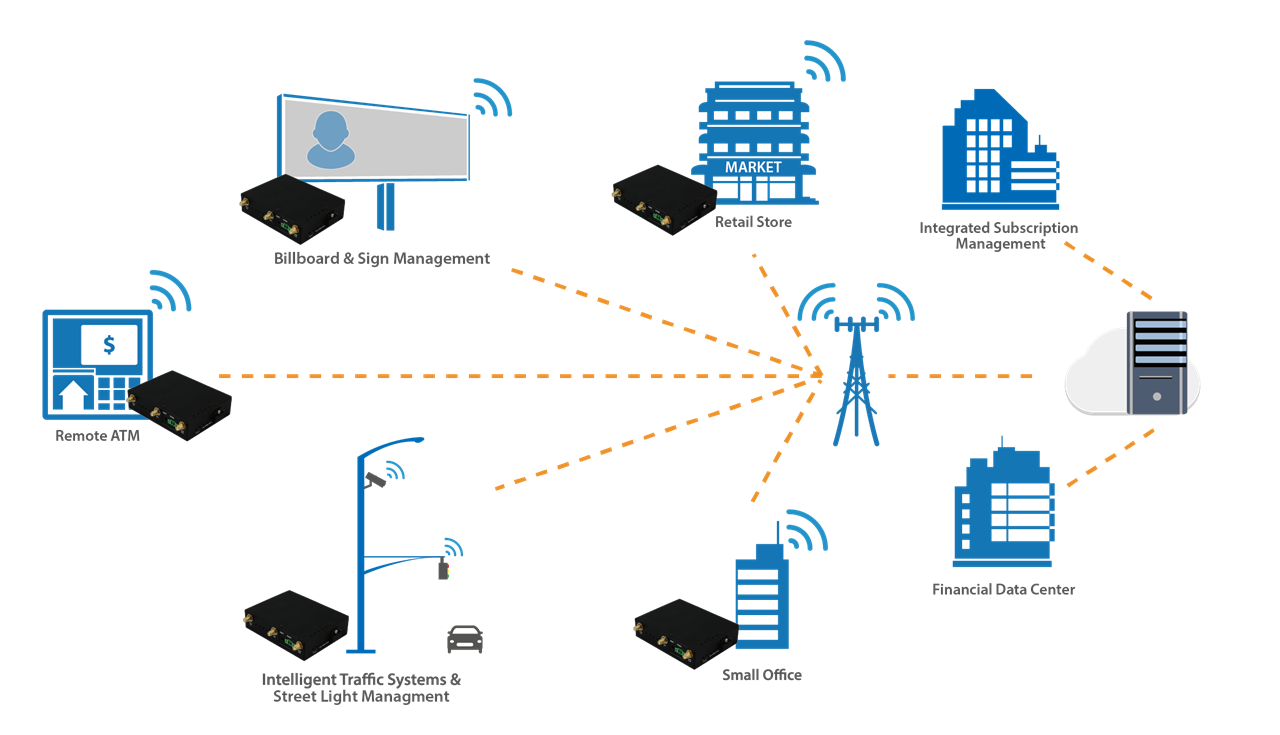 MARKET
Retail Store
Integrated Subscription
Management
Billboard & Sign Management
$
Remote ATM
Financial Data Center
Intelligent Traffic Systems &
Street Light Managment
Small Office